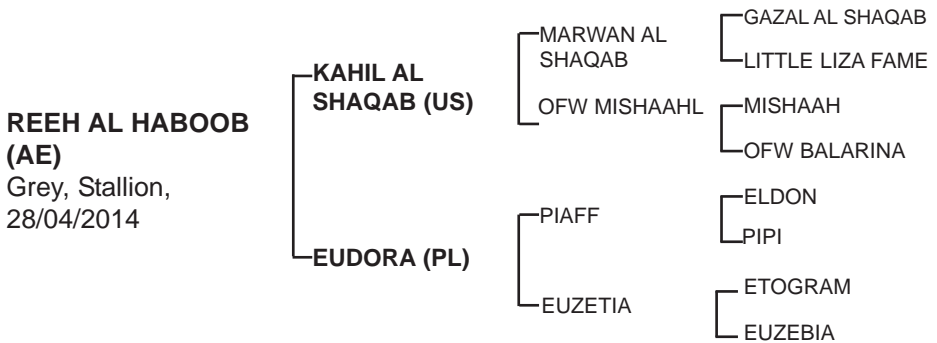 REEH AL HABOOB
(AE)
Grey, Stallion,
28/04/2014
KAHIL AL
SHAQAB (US)
EUDORA (PL)
MARWAN AL
SHAQAB
OFW MISHAAHL
PIAFF
EUZETIA
GAZAL AL SHAQAB
LITTLE LIZA FAME
MISHAAH
OFW BALARINA
ELDON
PIPI
ETOGRAM
EUZEBIA